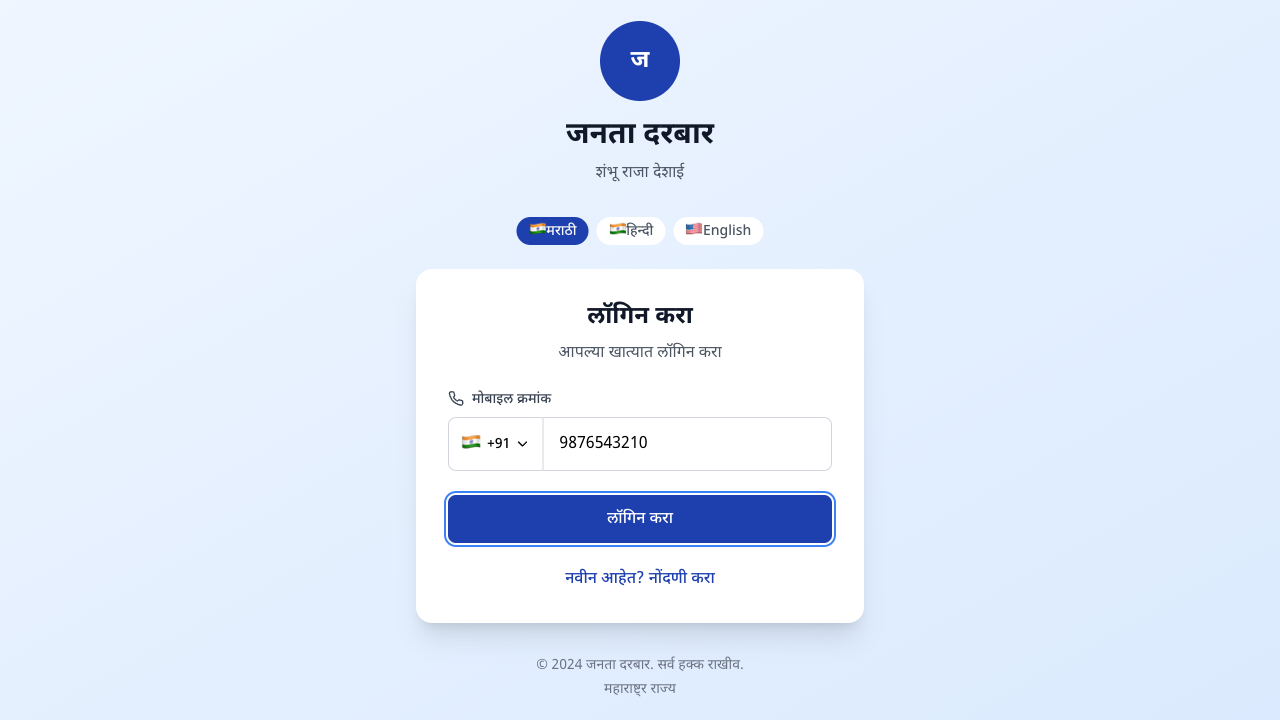 ज
जनता दरबार
शंभू राजा देशाई
मराठी हिन्दी English
लॉगिन करा
आपल्या खात्यात लॉगिन करा
मोबाइल क्रमांक
+91 9876543210
लॉगिन करा
नवीन आहेत? नोंदणी करा
© 2024 जनता दरबार. सर्व हक्क राखीव.
महाराष्ट्र राज्य